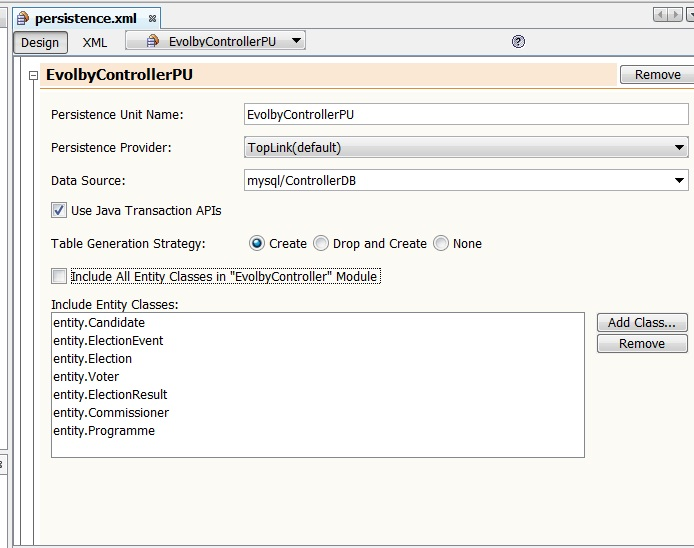 persistence.xml
Design XML EvolbyControllerPU
EvolbyControllerPU Remove
Persistence Unit Name: EvolbyControllerPU
Persistence Provider: TopLink(default)
Data Source: mysql/ControllerDB
Use Java Transaction APIs
Table Generation Strategy: Create Drop and Create None
Include All Entity Classes in "EvolbyController" Module
Include Entity Classes:
entity.Candidate Add Class...
entity.ElectionEvent Remove
entity.Election
entity.Voter
entity.ElectionResult
entity.Commissioner
entity.Programme